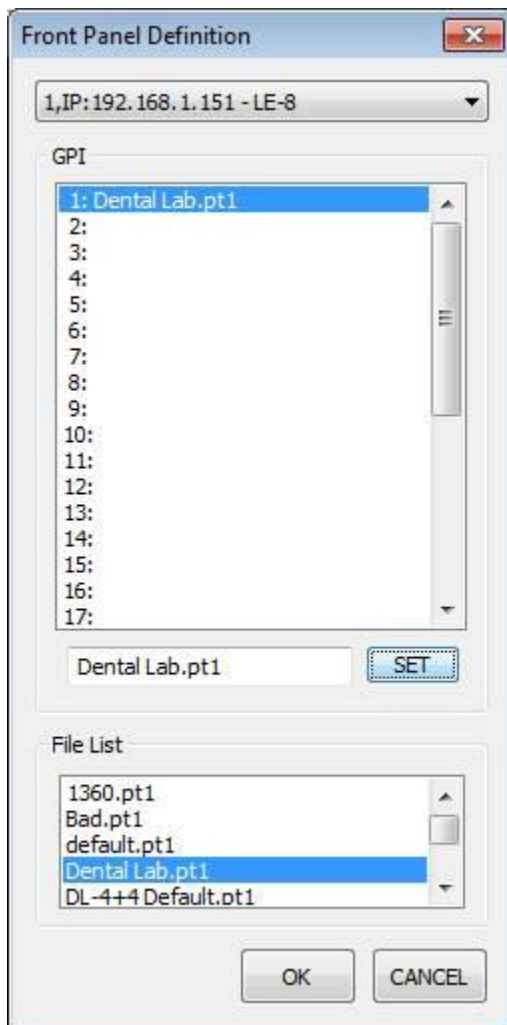 Front Panel Definition
1,IP:192.168.1.151 - LE-8
GPI
1: Dental Lab.pt1
2:
3:
4:
5:
6:
7:
8:
9:
10:
11:
12:
13:
14:
15:
16:
17:
Dental Lab.pt1 SET
File List
1360.pt1
Bad.pt1
default.pt1
Dental Lab.pt1
DL-4+4 Default.pt1
OK CANCEL